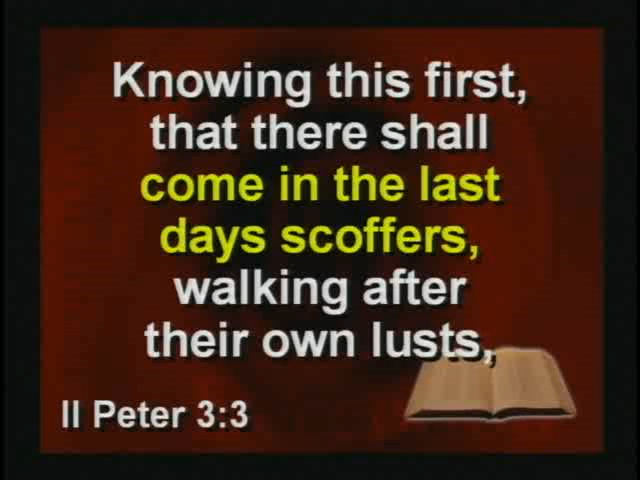 Knowing this first,
that there shall
come in the last
days scoffers,
walking after
their own lusts,
II Peter 3:3